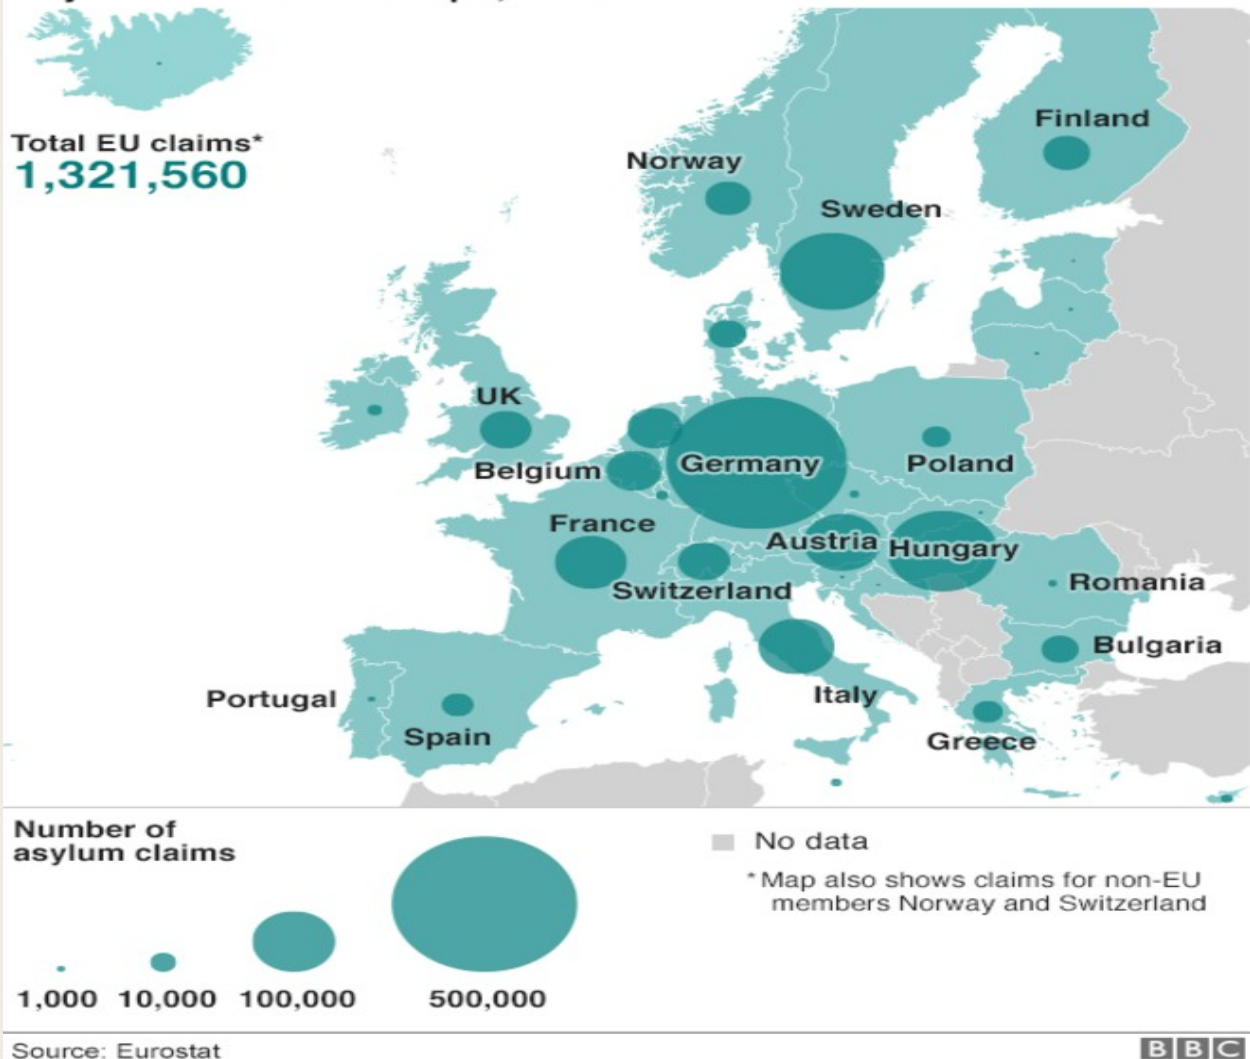 Total EU claims*
1,321,560
Finland
Norway
Sweden
UK
Belgium
Germany
Poland
France
Austria
Hungary
Switzerland
Romania
Bulgaria
Portugal
Italy
Spain
Greece
Number of
asylum claims
1,000
10,000
100,000
500,000
No data
*Map also shows claims for non-EU
members Norway and Switzerland
Source: Eurostat
BBC